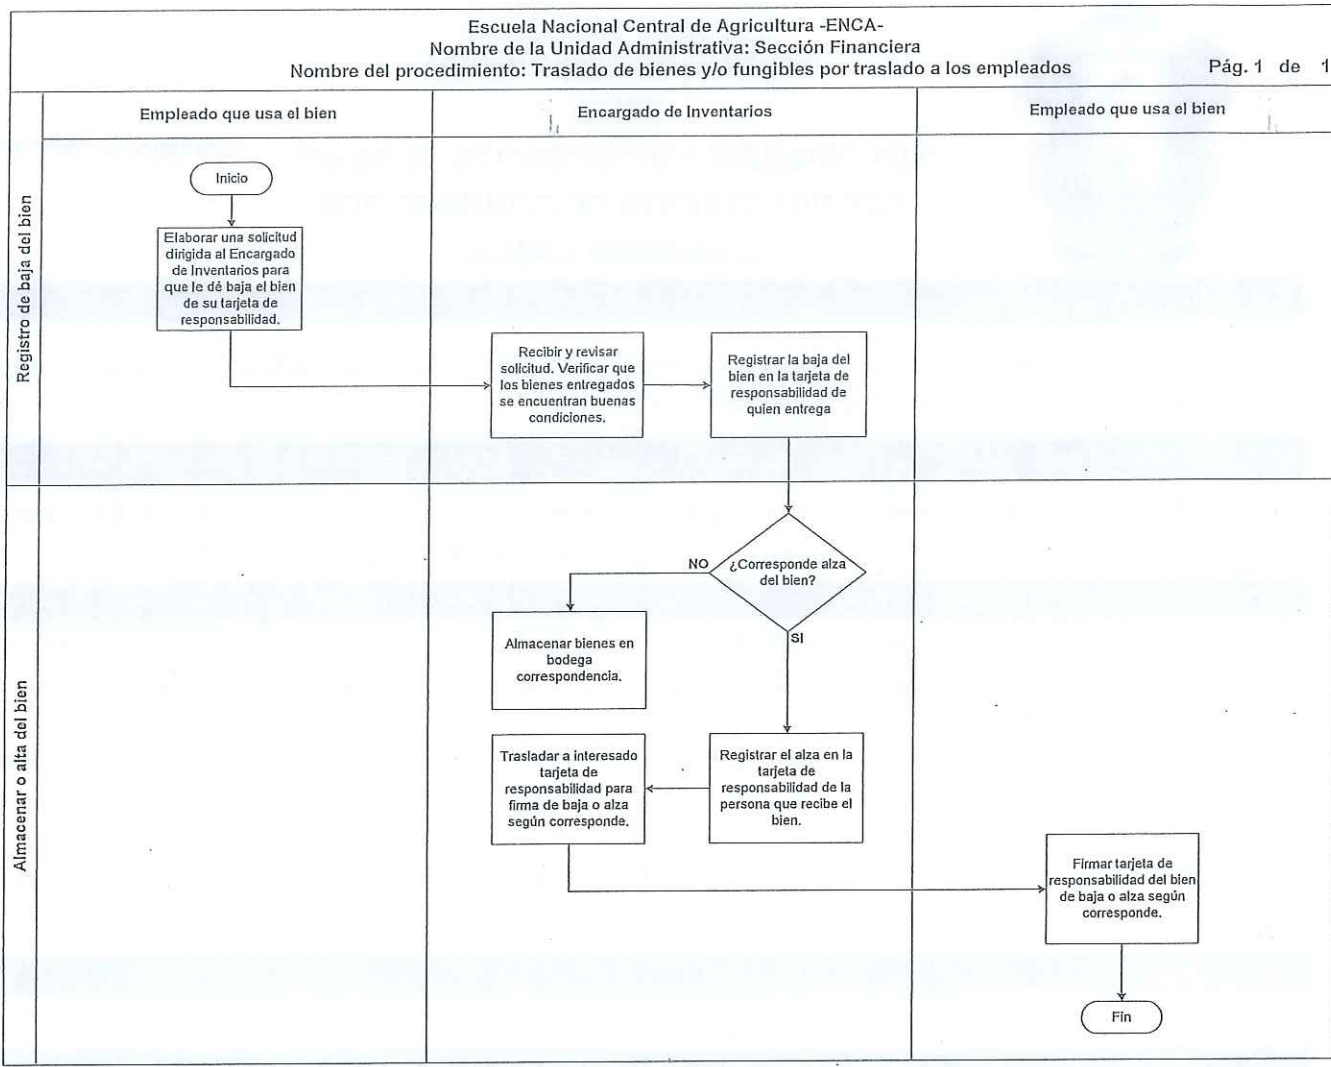 Escuela Nacional Central de Agricultura -ENCA-
Nombre de la Unidad Administrativa: Sección Financiera
Nombre del procedimiento: Traslado de bienes y/o fungibles por traslado a los empleados
Pág. 1 de 1
Empleado que usa el bien
Encargado de Inventarios
Empleado que usa el bien
Registro de baja del bien
Inicio
Elaborar una solicitud
dirigida al Encargado
de Inventarios para
que le dé baja el bien
de su tarjeta de
responsabilidad.
Recibir y revisar
solicitud. Verificar que
los bienes entregados
se encuentran buenas
condiciones.
Registrar la baja del
bien en la tarjeta de
responsabilidad de
quien entrega
Almacenar o alta del bien
¿Corresponde alza
del bien?
NO
SI
Almacenar bienes en
bodega
correspondencia.
Registrar el alza en la
tarjeta de
responsabilidad de la
persona que recibe el
bien.
Trasladar a interesado
tarjeta de
responsabilidad para
firma de baja o alza
según corresponde.
Firmar tarjeta de
responsabilidad del bien
de baja o alza según
corresponde.
Fin